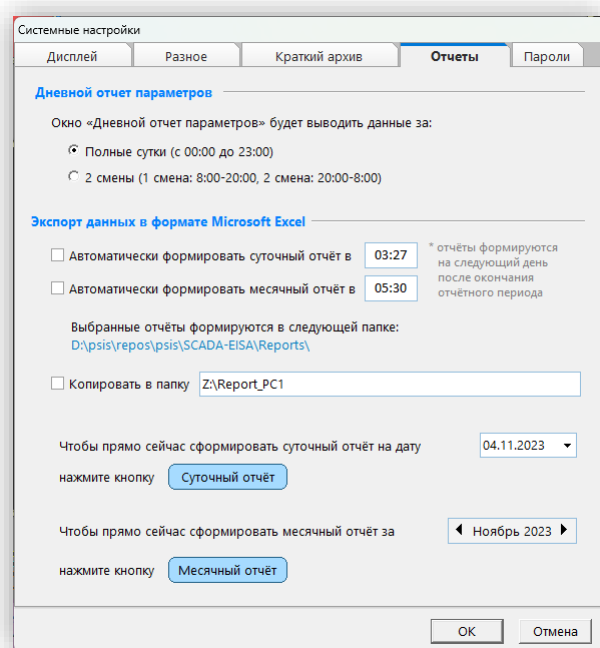 Системные настройки
Дисплей Разное Краткий архив Отчеты Пароли
Дневной отчет параметров
Окно «Дневной отчет параметров» будет выводить данные за:
Полные сутки (с 00:00 до 23:00)
2 смены (1 смена: 8:00-20:00, 2 смена: 20:00-8:00)
Экспорт данных в формате Microsoft Excel
Автоматически формировать суточный отчёт в 03:27
Автоматически формировать месячный отчёт в 05:30
* отчёты формируются
на следующий день
после окончания
отчётного периода
Выбранные отчёты формируются в следующей папке:
D:\psis\repos\psis\SCADA-EISA\Reports\
Копировать в папку Z:\Report_PC1
Чтобы прямо сейчас сформировать суточный отчёт на дату 04.11.2023
нажмите кнопку Суточный отчёт
Чтобы прямо сейчас сформировать месячный отчёт за Ноябрь 2023
нажмите кнопку Месячный отчёт
OK Отмена